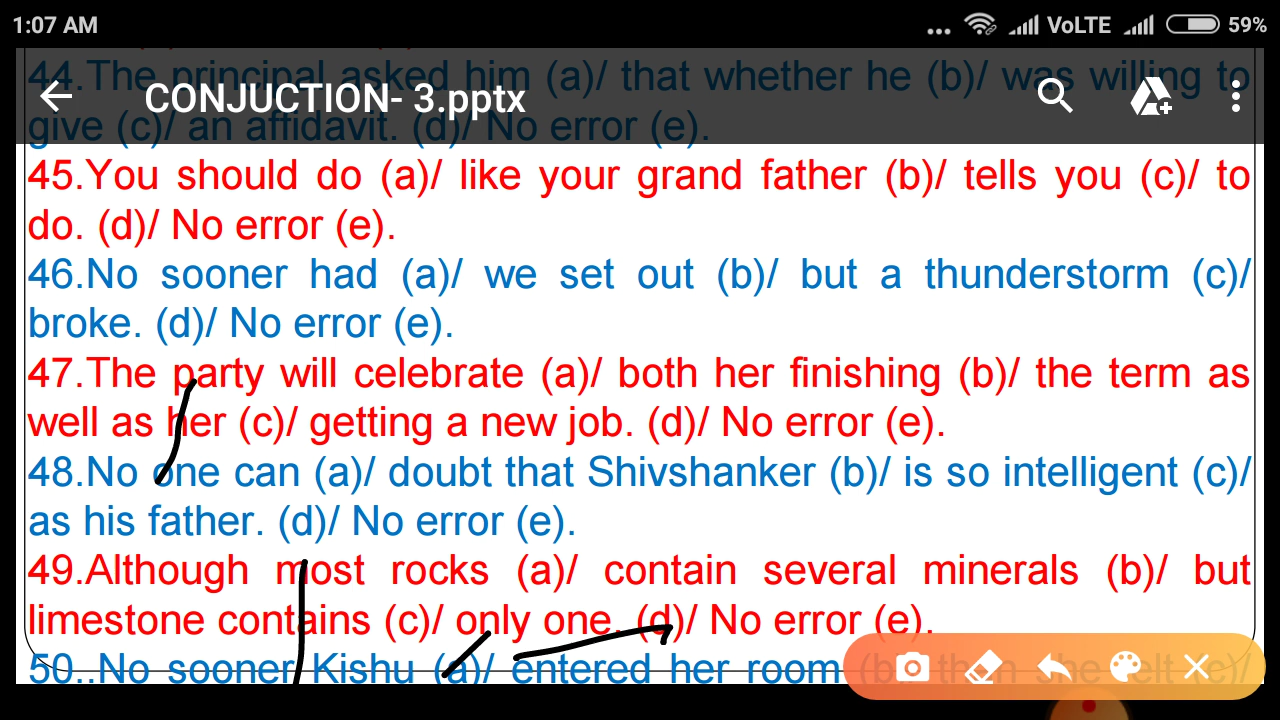 1:07 AM
... VoLTE 59%
44.The principal asked him (a)/ that whether he (b)/ was willing to
CONJUCTION- 3.pptx
give (c)/ an affidavit. (d)/ No error (e).
45.You should do (a)/ like your grand father (b)/ tells you (c)/ to
do. (d)/ No error (e).
46.No sooner had (a)/ we set out (b)/ but a thunderstorm (c)/
broke. (d)/ No error (e).
47.The party will celebrate (a)/ both her finishing (b)/ the term as
well as her (c)/ getting a new job. (d)/ No error (e).
48.No one can (a)/ doubt that Shivshanker (b)/ is so intelligent (c)/
as his father. (d)/ No error (e).
49.Although most rocks (a)/ contain several minerals (b)/ but
limestone contains (c)/ only one. (d)/ No error (e).
50..No sooner Kishu (a)/ entered her room (b)/ she (c)/